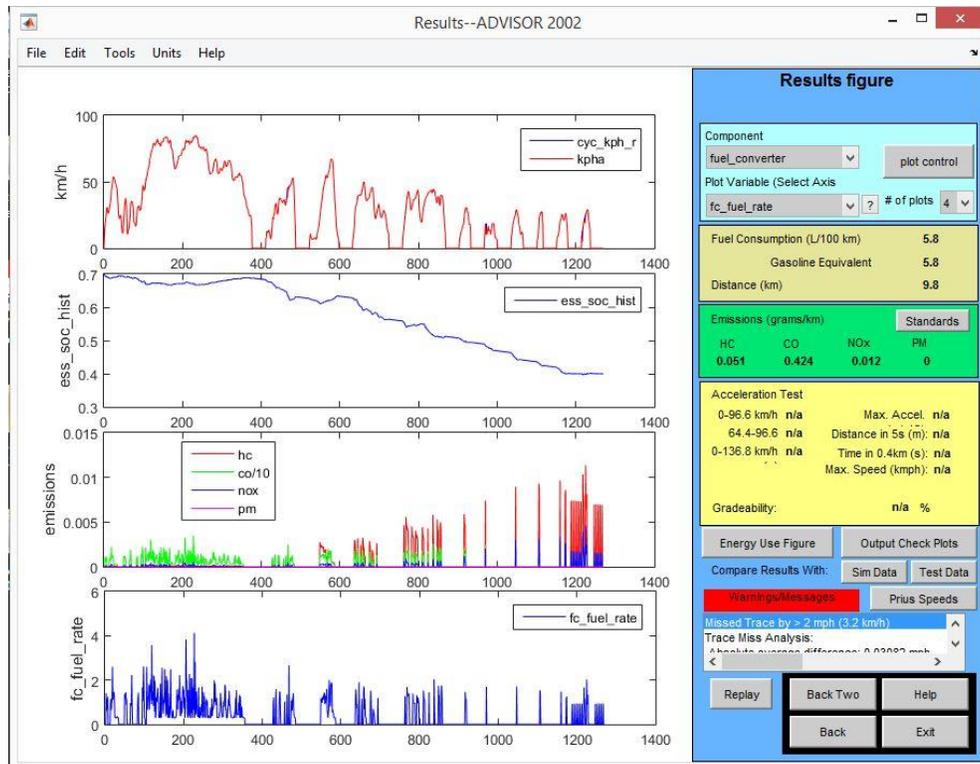 Results--ADVISOR 2002
File Edit Tools Units Help
100
50
0
km/h
cyc_kph_r
kpha
0 200 400 600 800 1000 1200 1400
0.7
0.6
0.5
0.4
0.3
ess_soc_hist
ess_soc_hist
0 200 400 600 800 1000 1200 1400
0.015
0.01
0.005
0
emissions
hc
co/10
nox
pm
0 200 400 600 800 1000 1200 1400
6
4
2
0
fc_fuel_rate
fc_fuel_rate
0 200 400 600 800 1000 1200 1400
Results figure
Component
fuel_converter
plot control
Plot Variable (Select Axis
fc_fuel_rate ? # of plots 4
Fuel Consumption (L/100 km) 5.8
Gasoline Equivalent 5.8
Distance (km) 9.8
Emissions (grams/km) Standards
HC CO NOx PM
0.051 0.424 0.012 0
Acceleration Test
0-96.6 km/h n/a Max. Accel. n/a
64.4-96.6 n/a Distance in 5s (m): n/a
0-136.8 km/h n/a Time in 0.4km (s): n/a
Max. Speed (kmph): n/a
Gradeability: n/a %
Energy Use Figure Output Check Plots
Compare Results With: Sim Data Test Data
Warnings/Messages Prius Speeds
Missed Trace by > 2 mph (3.2 km/h)
Trace Miss Analysis:
Absolute average difference: 0.03082 mph
Replay Back Two Help
Back Exit